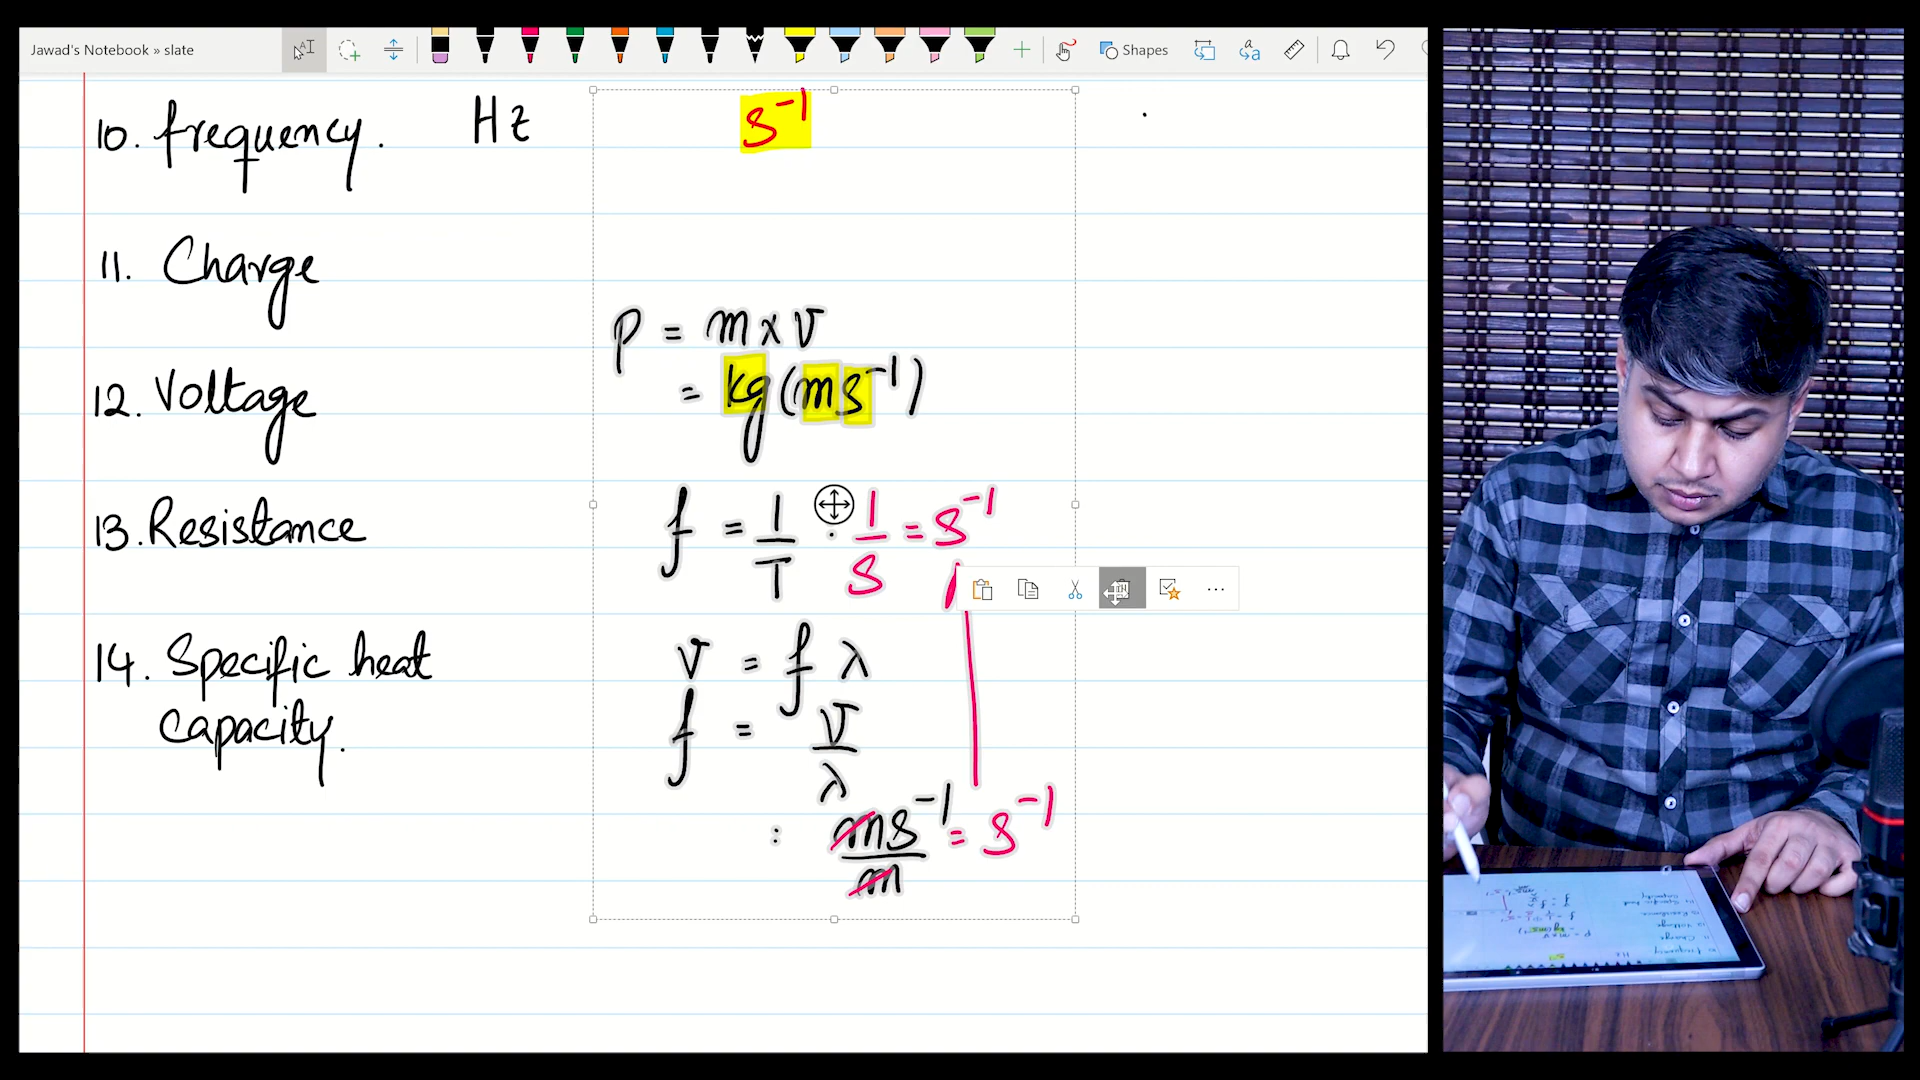 Jawad's Notebook » slate
Shapes
10. frequency. Hz s⁻¹
11. Charge
p = m x v
= kg (ms⁻¹)
12. Voltage
13. Resistance
f = 1/T : 1/s = s⁻¹
14. Specific heat
capacity.
v = f λ
f = v/λ
: ms⁻¹/m = s⁻¹